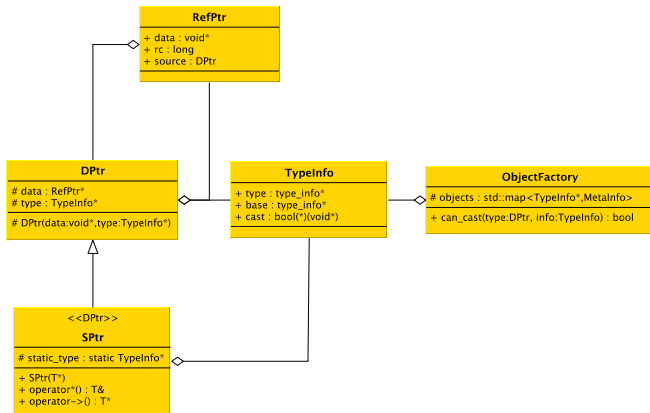 RefPtr
+ data : void*
+ rc : long
+ source : DPtr
DPtr
# data : RefPtr*
# type : TypeInfo*
# DPtr(data:void*,type:TypeInfo*)
TypeInfo
+ type : type_info*
+ base : type_info*
+ cast : bool(*)(void*)
ObjectFactory
# objects : std::map<TypeInfo*,MetaInfo>
+ can_cast(type:DPtr, info:TypeInfo) : bool
<<DPtr>>
SPtr
# static_type : static TypeInfo*
+ SPtr(T*)
+ operator*() : T&
+ operator->() : T*